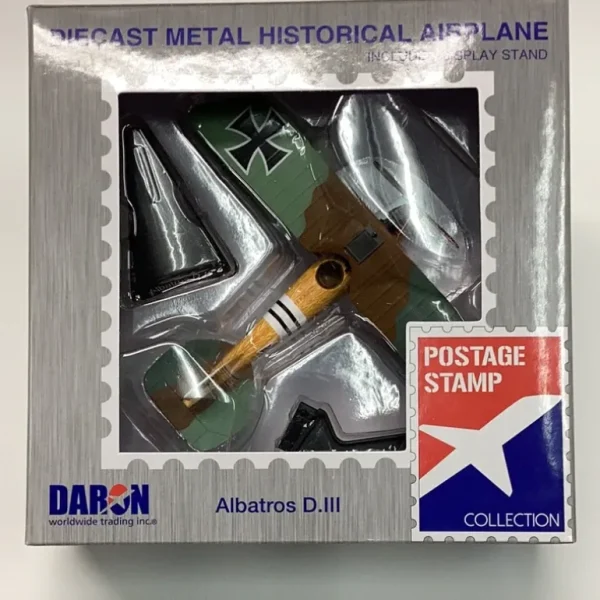 DIECAST METAL HISTORICAL AIRPLANE
INCLUDES DISPLAY STAND
POSTAGE
STAMP
COLLECTION
DARON
worldwide trading inc.®
Albatros D.III